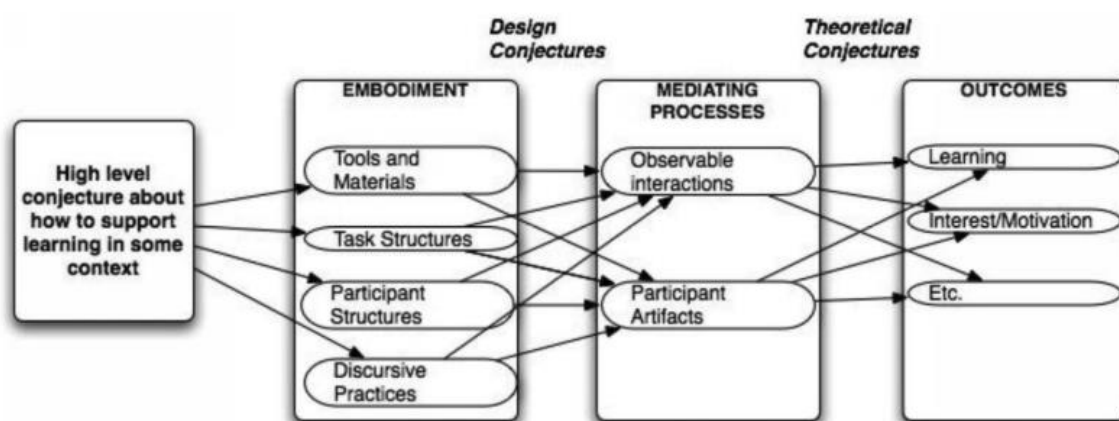 Design
Conjectures
Theoretical
Conjectures
High level
conjecture about
how to support
learning in some
context
EMBODIMENT
Tools and
Materials
Task Structures
Participant
Structures
Discursive
Practices
MEDIATING
PROCESSES
Observable
interactions
Participant
Artifacts
OUTCOMES
Learning
Interest/Motivation
Etc.